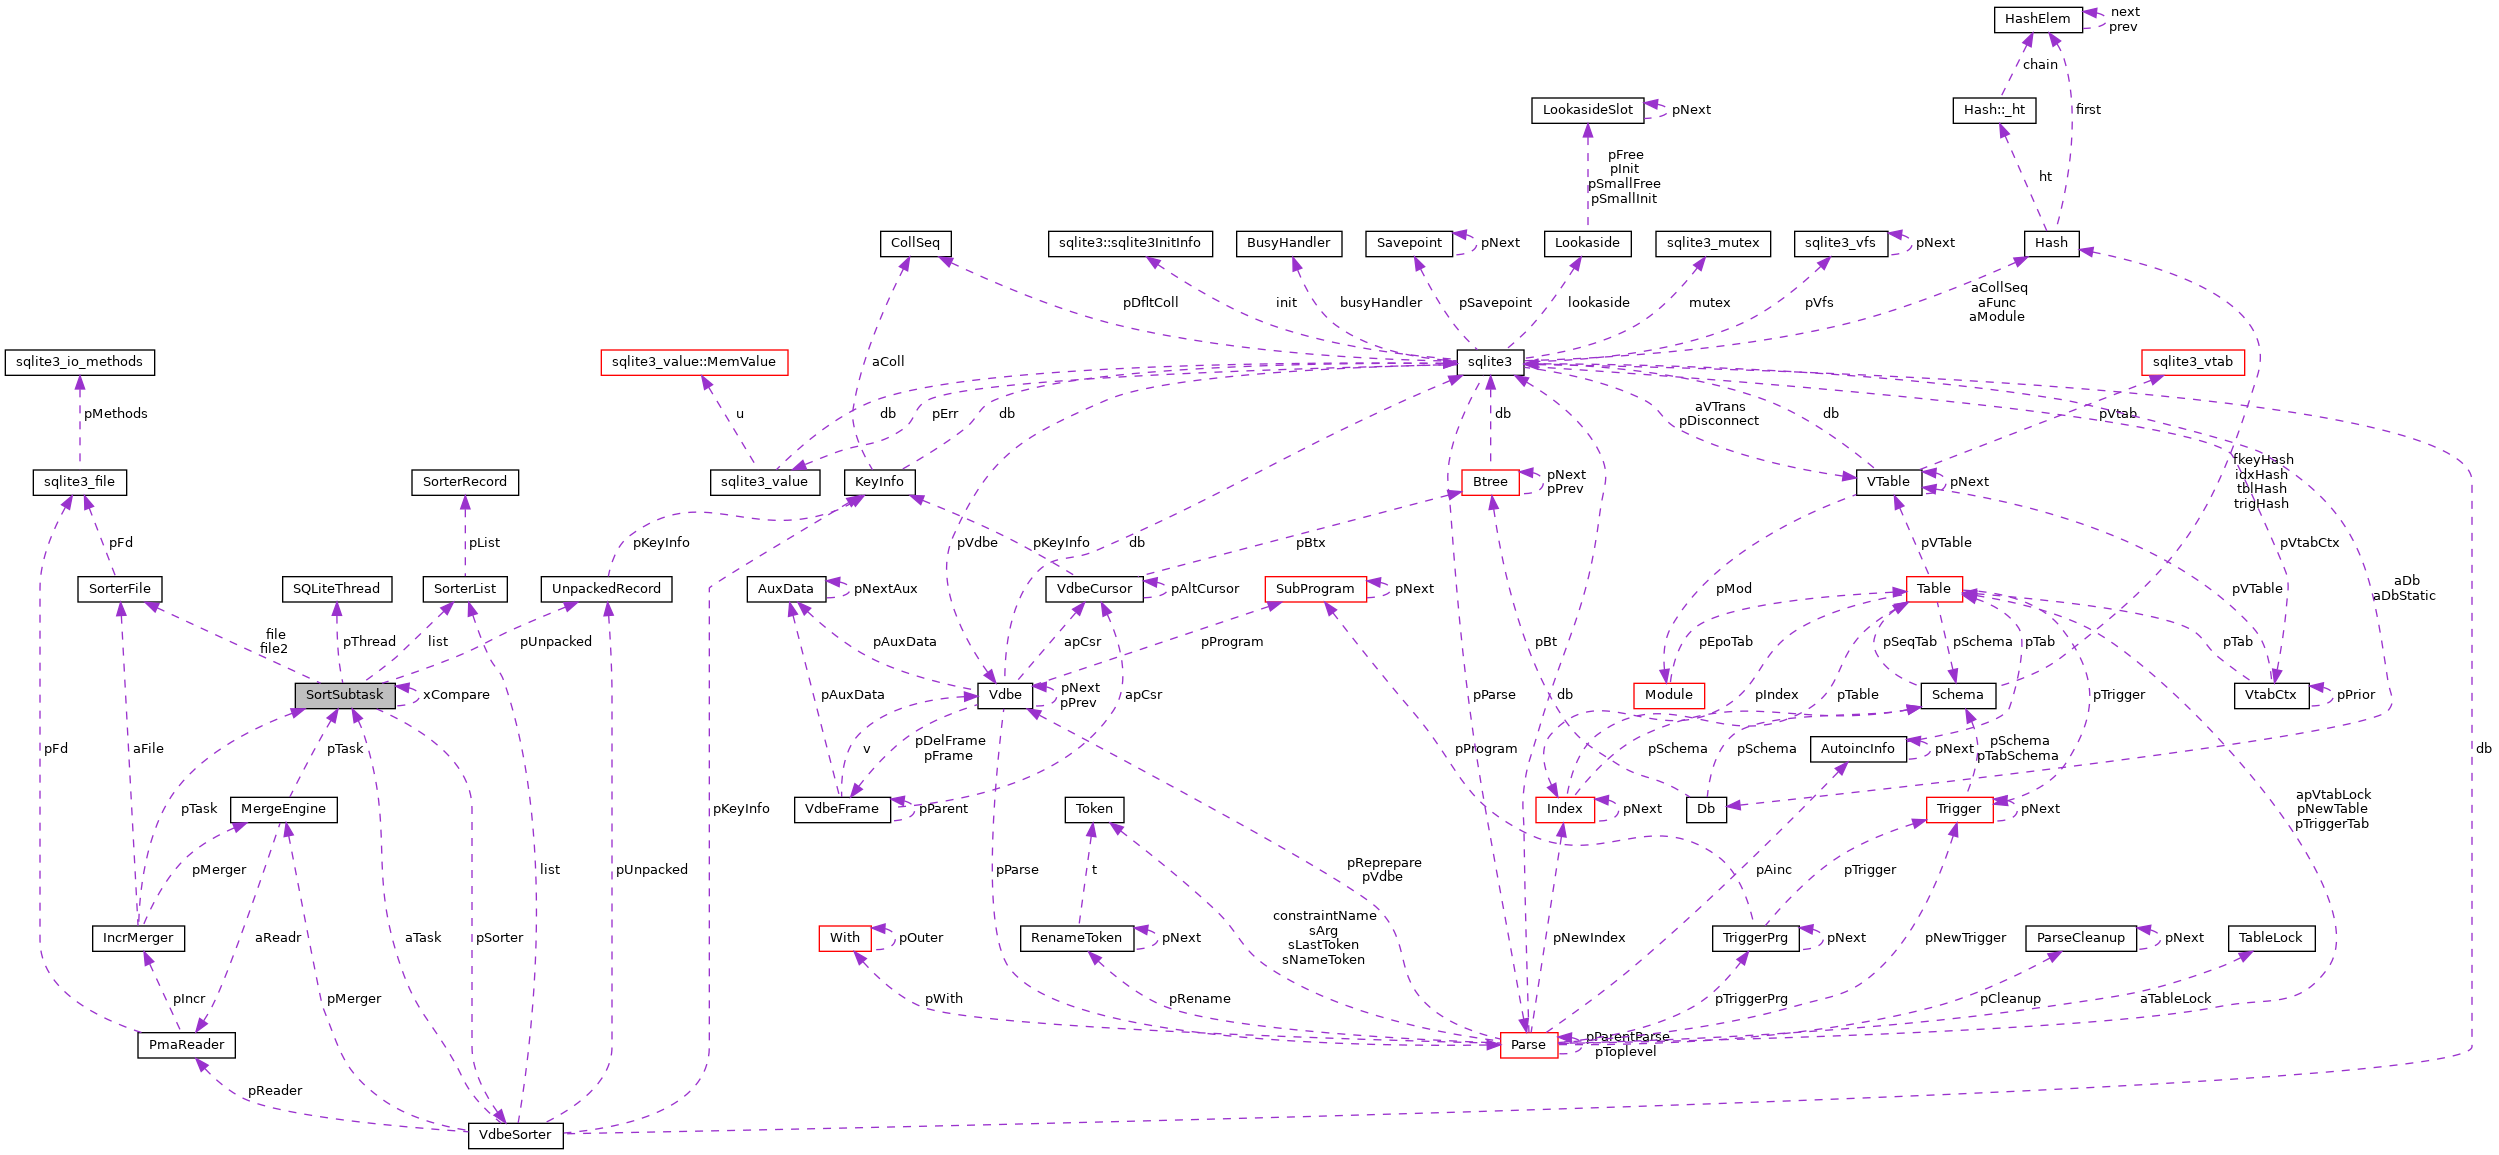 HashElem
next
prev
chain
LookasideSlot
pNext
Hash::_ht
first
pFree
pInit
pSmallFree
pSmallInit
ht
CollSeq
sqlite3::sqlite3InitInfo
BusyHandler
Savepoint
pNext
Lookaside
sqlite3_mutex
sqlite3_vfs
pNext
Hash
pDfltColl
init
busyHandler
pSavepoint
lookaside
mutex
pVfs
aCollSeq
aFunc
aModule
sqlite3_io_methods
sqlite3_value::MemValue
aColl
sqlite3
sqlite3_vtab
pMethods
u
db
pErr
db
db
aVTrans
pDisconnect
db
pVtab
sqlite3_file
SorterRecord
sqlite3_value
KeyInfo
Btree
pNext
pPrev
VTable
pNext
fkeyHash
idxHash
tblHash
trigHash
pFd
pList
pKeyInfo
pVdbe
pKeyInfo
db
pBtx
pVTable
pVtabCtx
SorterFile
SQLiteThread
SorterList
UnpackedRecord
AuxData
pNextAux
VdbeCursor
pAltCursor
SubProgram
pNext
pMod
Table
pVTable
aDb
aDbStatic
file
file2
pThread
list
pUnpacked
pAuxData
apCsr
pProgram
pBt
pEpoTab
pSeqTab
pSchema
pTab
pTab
SortSubtask
xCompare
pAuxData
Vdbe
pNext
pPrev
apCsr
pParse
db
Module
pIndex
pTable
Schema
pTrigger
VtabCtx
pPrior
pFd
aFile
pTask
v
pDelFrame
pFrame
pProgram
pSchema
pSchema
AutoincInfo
pNext
pSchema
pTabSchema
db
pTask
MergeEngine
pKeyInfo
VdbeFrame
pParent
Token
Index
pNext
Db
Trigger
pNext
apVtabLock
pNewTable
pTriggerTab
pMerger
list
pUnpacked
pParse
t
pReprepare
pVdbe
pAinc
pTrigger
IncrMerger
aReadr
aTask
pSorter
With
pOuter
RenameToken
pNext
constraintName
sArg
sLastToken
sNameToken
pNewIndex
TriggerPrg
pNext
pNewTrigger
ParseCleanup
pNext
TableLock
pIncr
pMerger
pWith
pRename
pTriggerPrg
pCleanup
aTableLock
PmaReader
Parse
pParentParse
pToplevel
pReader
VdbeSorter